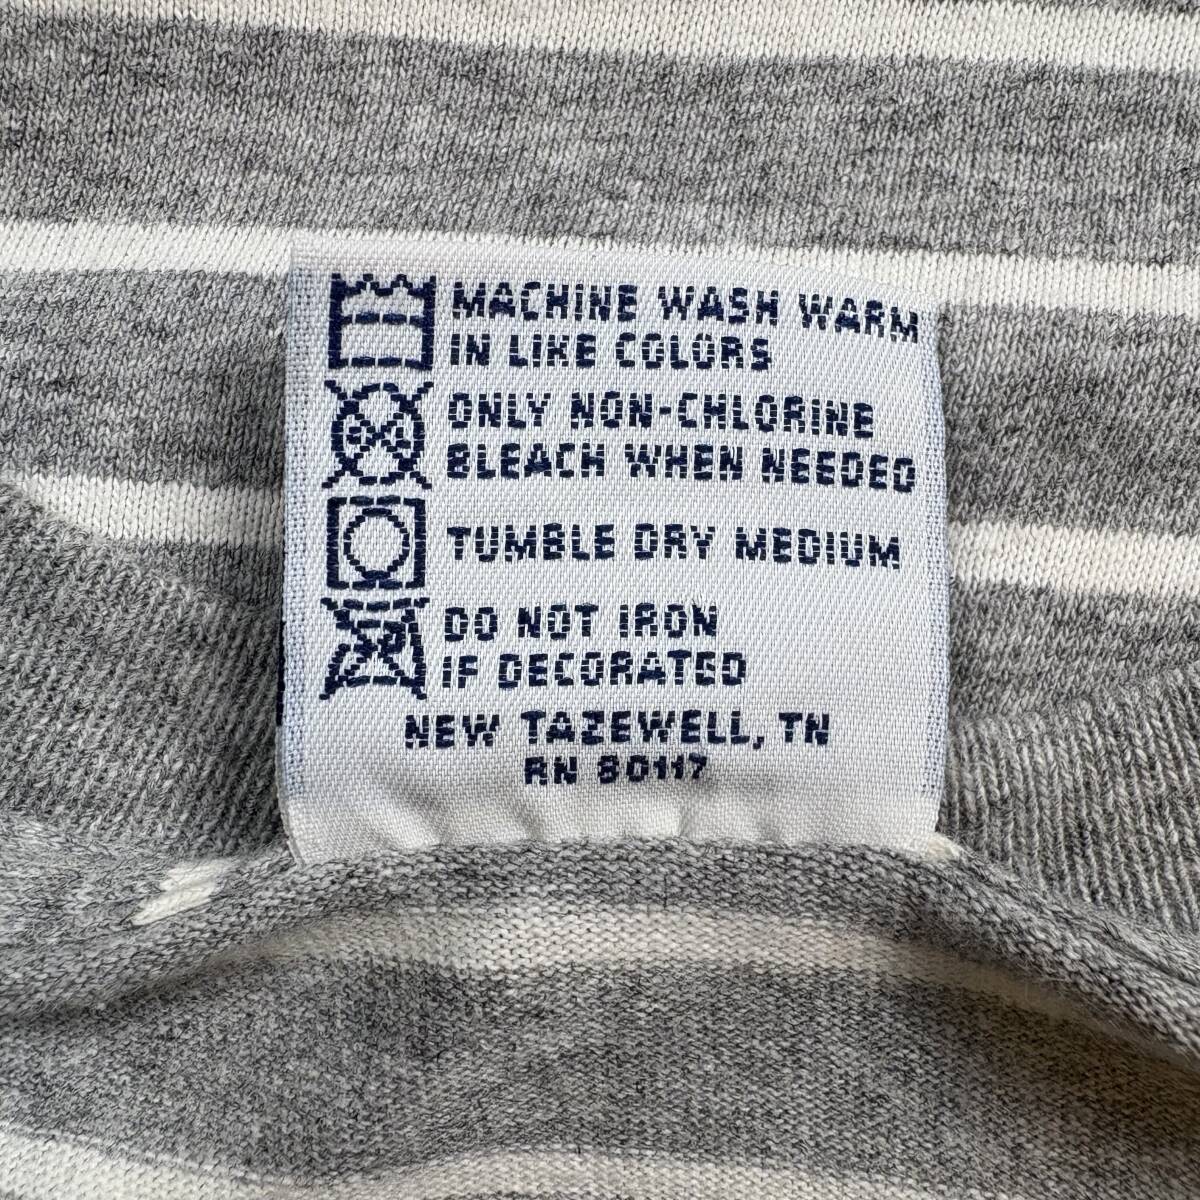 MACHINE WASH WARM
IN LIKE COLORS
ONLY NON-CHLORINE
BLEACH WHEN NEEDED
TUMBLE DRY MEDIUM
DO NOT IRON
IF DECORATED
NEW TAZEWELL, TN
RN 80117